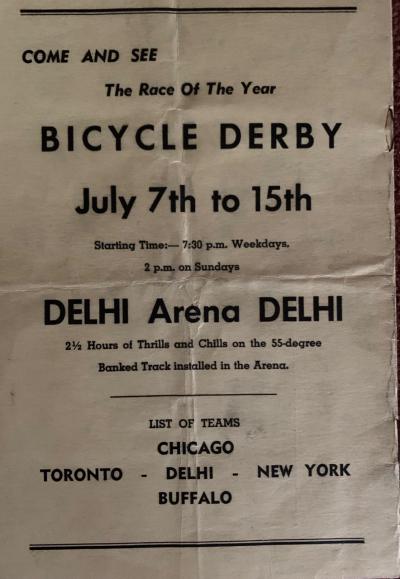 COME AND SEE
The Race Of The Year
BICYCLE DERBY
July 7th to 15th
Starting Time:— 7:30 p.m. Weekdays.
2 p.m. on Sundays
DELHI Arena DELHI
2½ Hours of Thrills and Chills on the 55-degree
Banked Track installed in the Arena.
LIST OF TEAMS
CHICAGO
TORONTO - DELHI - NEW YORK
BUFFALO